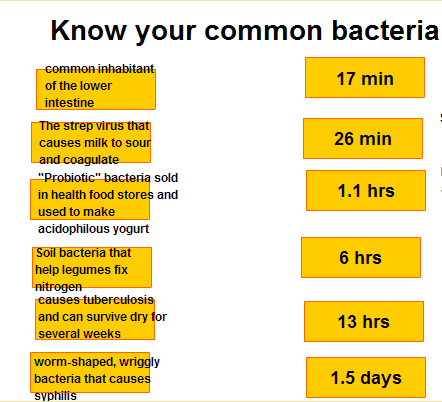 Know your common bacteria
common inhabitant
of the lower
intestine
17 min
The strep virus that
causes milk to sour
and coagulate
26 min
"Probiotic" bacteria sold
in health food stores and
used to make
acidophilous yogurt
1.1 hrs
Soil bacteria that
help legumes fix
nitrogen
6 hrs
causes tuberculosis
and can survive dry for
several weeks
13 hrs
worm-shaped, wriggly
bacteria that causes
syphilis
1.5 days